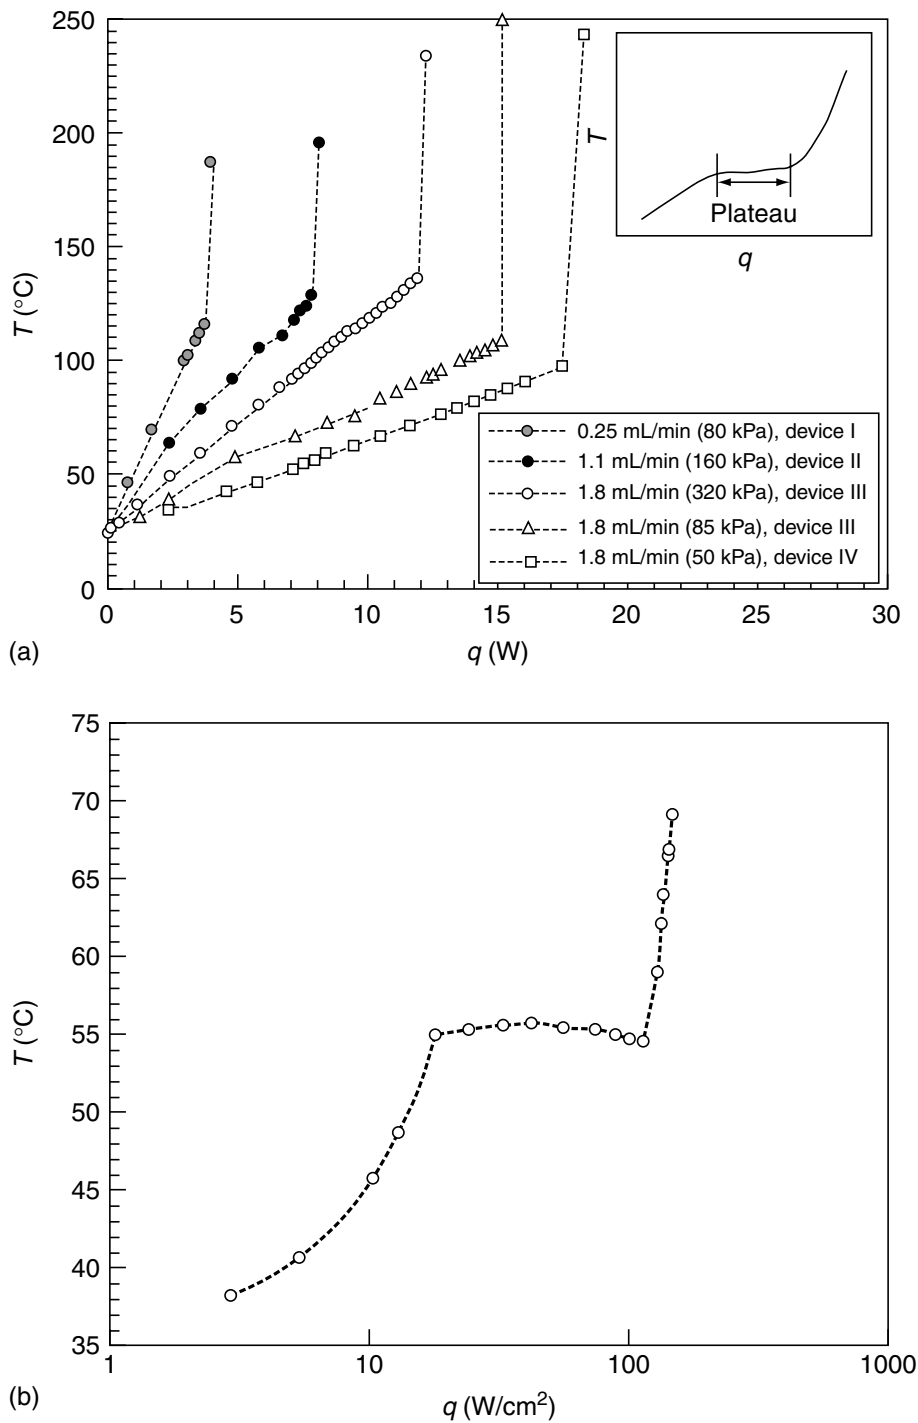 250
200
150
100
50
0
T (°C)
0
5
10
15
20
25
30
q (W)
(a)
T
Plateau
q
0.25 mL/min (80 kPa), device I
1.1 mL/min (160 kPa), device II
1.8 mL/min (320 kPa), device III
1.8 mL/min (85 kPa), device III
1.8 mL/min (50 kPa), device IV
75
70
65
60
55
50
45
40
35
T (°C)
1
10
100
1000
q (W/cm²)
(b)